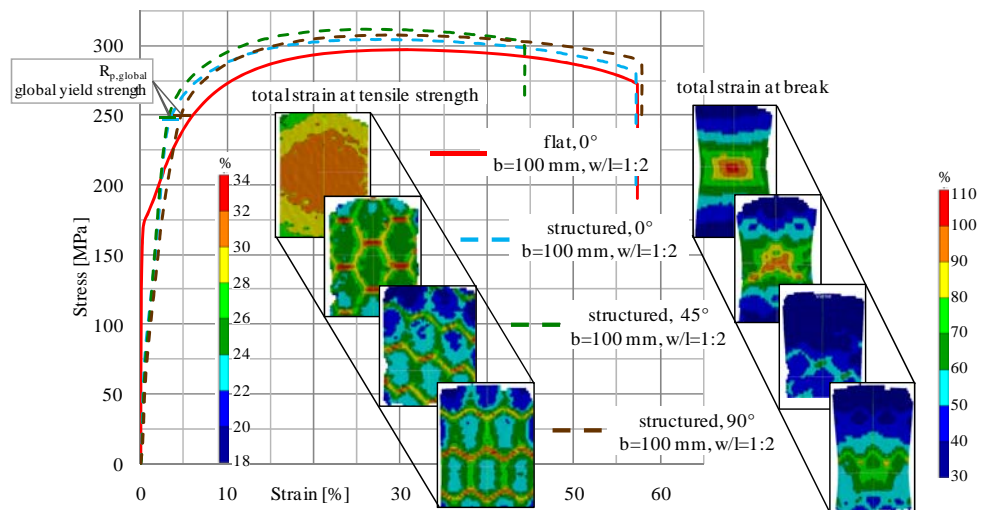 300
250
200
150
100
50
0
Stress [MPa]
0
10
30
50
60
Strain [%]
R p,global
global yield strength
total strain at tensile strength
total strain at break
flat, 0°
b=100 mm, w/l=1:2
structured, 0°
b=100 mm, w/l=1:2
structured, 45°
b=100 mm, w/l=1:2
structured, 90°
b=100 mm, w/l=1:2
%
34
32
30
28
26
24
22
20
18
%
110
100
90
80
70
60
50
40
30